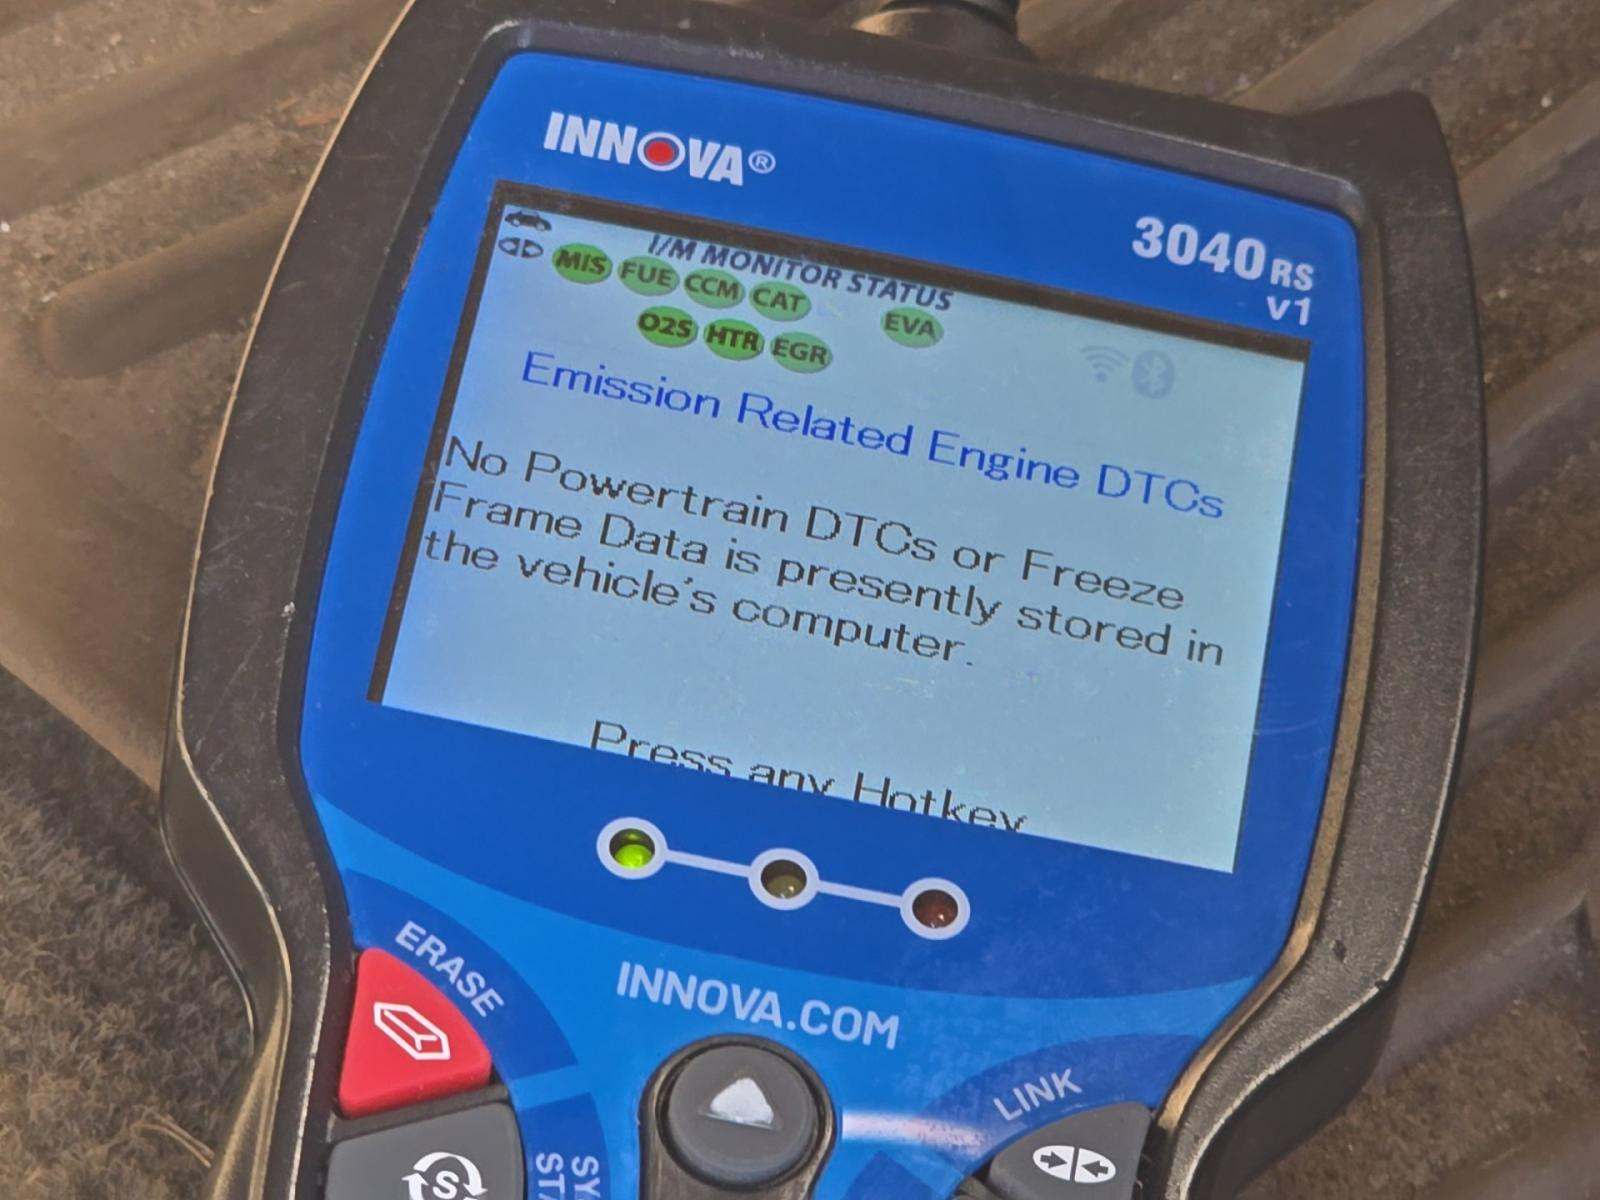 INNOVA®
3040RS
v1
I/M MONITOR STATUS
MIS FUE CCM CAT EVA
O2S HTR EGR
Emission Related Engine DTCs
No Powertrain DTCs or Freeze
Frame Data is presently stored in
the vehicle's computer.
Press any Hotkey
ERASE
INNOVA.COM
LINK
S
SY
STA